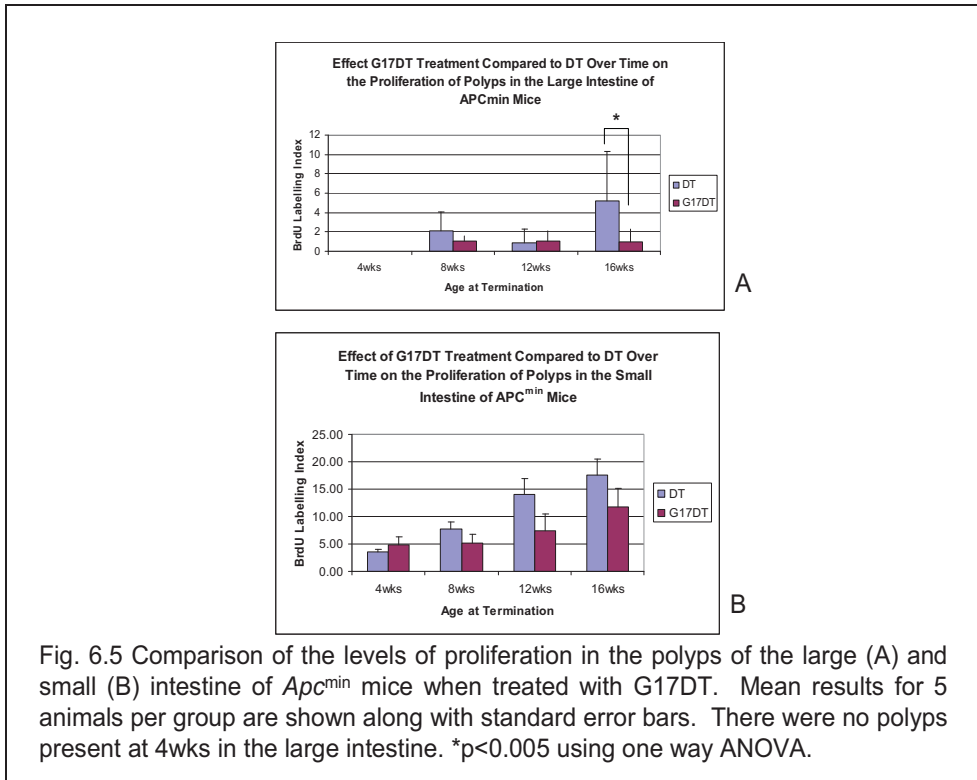 Effect G17DT Treatment Compared to DT Over Time on
the Proliferation of Polyps in the Large Intestine of
APCmin Mice
*
12
10
8
6
4
2
0
BrdU Labelling Index
4wks 8wks 12wks 16wks
Age at Termination
DT
G17DT
A
Effect of G17DT Treatment Compared to DT Over
Time on the Proliferation of Polyps in the Small
Intestine of APCmin Mice
25.00
20.00
15.00
10.00
5.00
0.00
BrdU Labelling Index
4wks 8wks 12wks 16wks
Age at Termination
DT
G17DT
B
Fig. 6.5 Comparison of the levels of proliferation in the polyps of the large (A) and
small (B) intestine of Apcmin mice when treated with G17DT. Mean results for 5
animals per group are shown along with standard error bars. There were no polyps
present at 4wks in the large intestine. *p<0.005 using one way ANOVA.